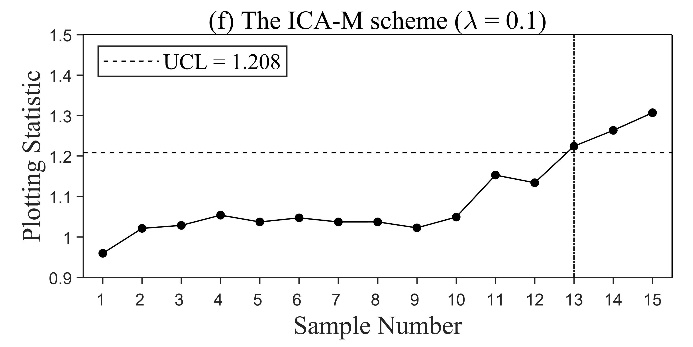 (f) The ICA-M scheme (λ = 0.1)
1.5
UCL = 1.208
1.4
1.3
1.2
1.1
1
0.9
Plotting Statistic
1 2 3 4 5 6 7 8 9 10 11 12 13 14 15
Sample Number